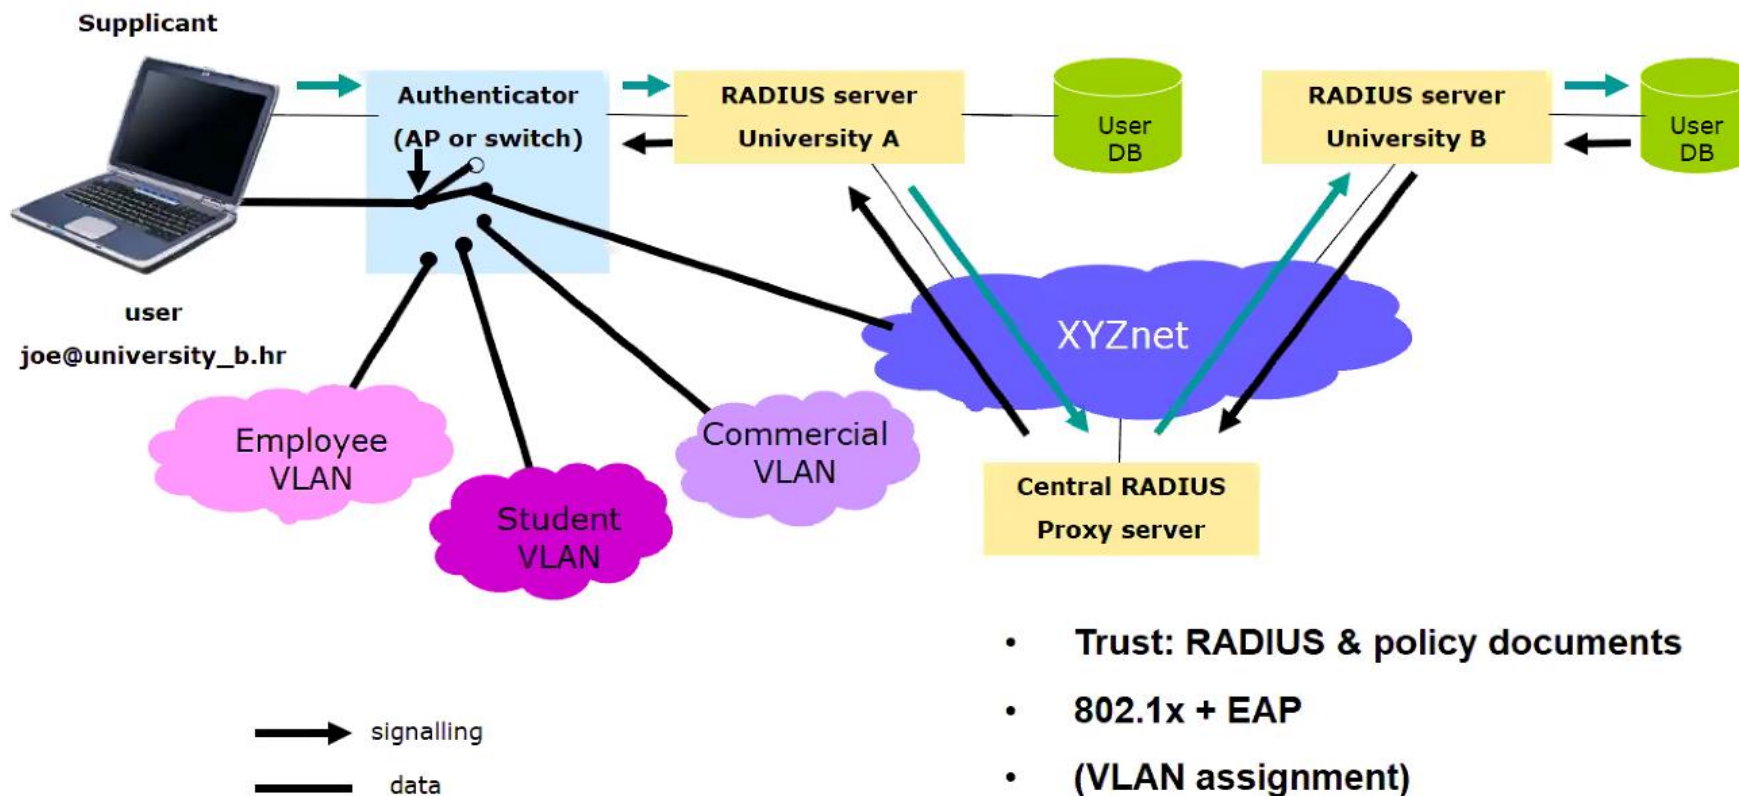 Supplicant
Authenticator
(AP or switch)
RADIUS server
University A
User
DB
RADIUS server
University B
User
DB
user
joe@university_b.hr
XYZnet
Employee
VLAN
Commercial
VLAN
Student
VLAN
Central RADIUS
Proxy server
• Trust: RADIUS & policy documents
• 802.1x + EAP
• (VLAN assignment)
signalling
data